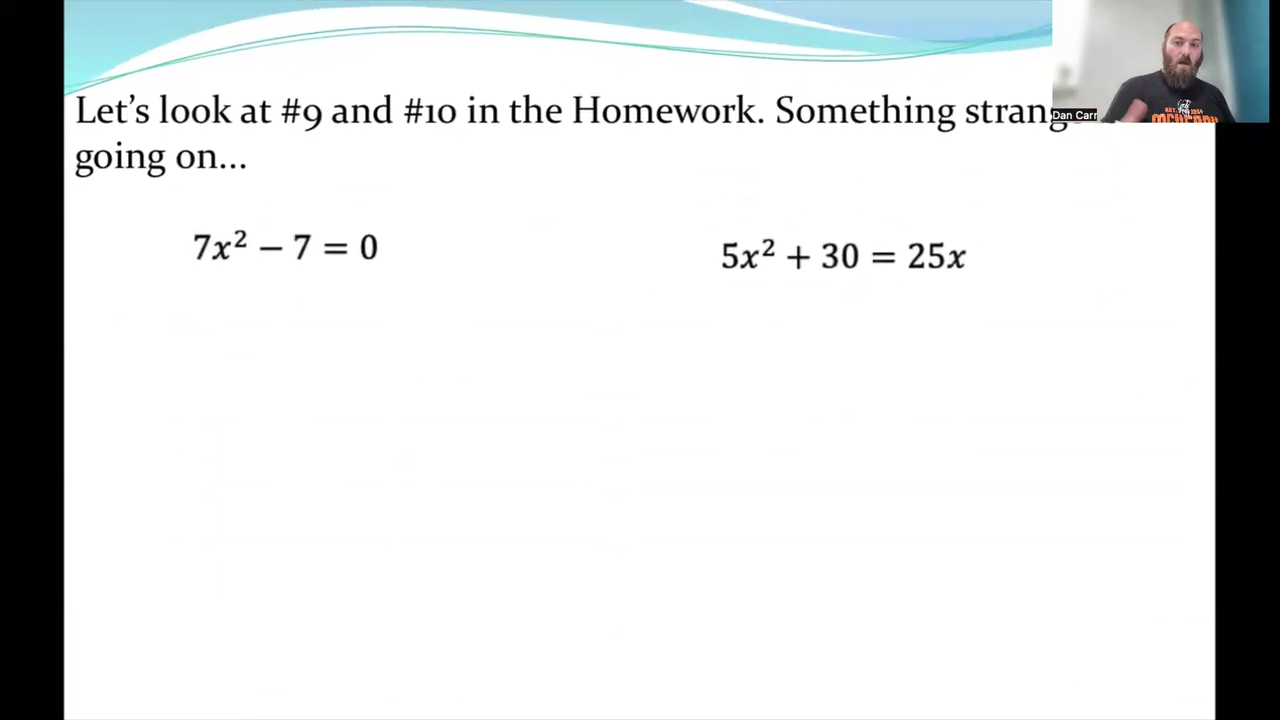 Let's look at #9 and #10 in the Homework. Something
going on...
7x² − 7 = 0
5x² + 30 = 25x
Dan Carr